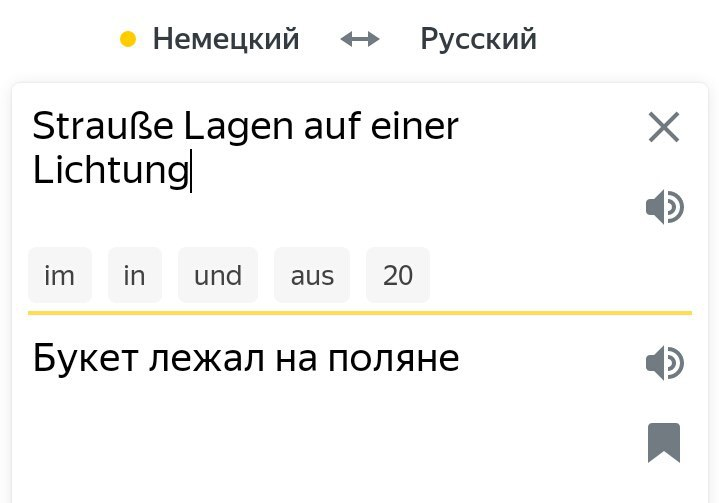 Немецкий Русский
Strauße Lagen auf einer
Lichtung
im in und aus 20
Букет лежал на поляне